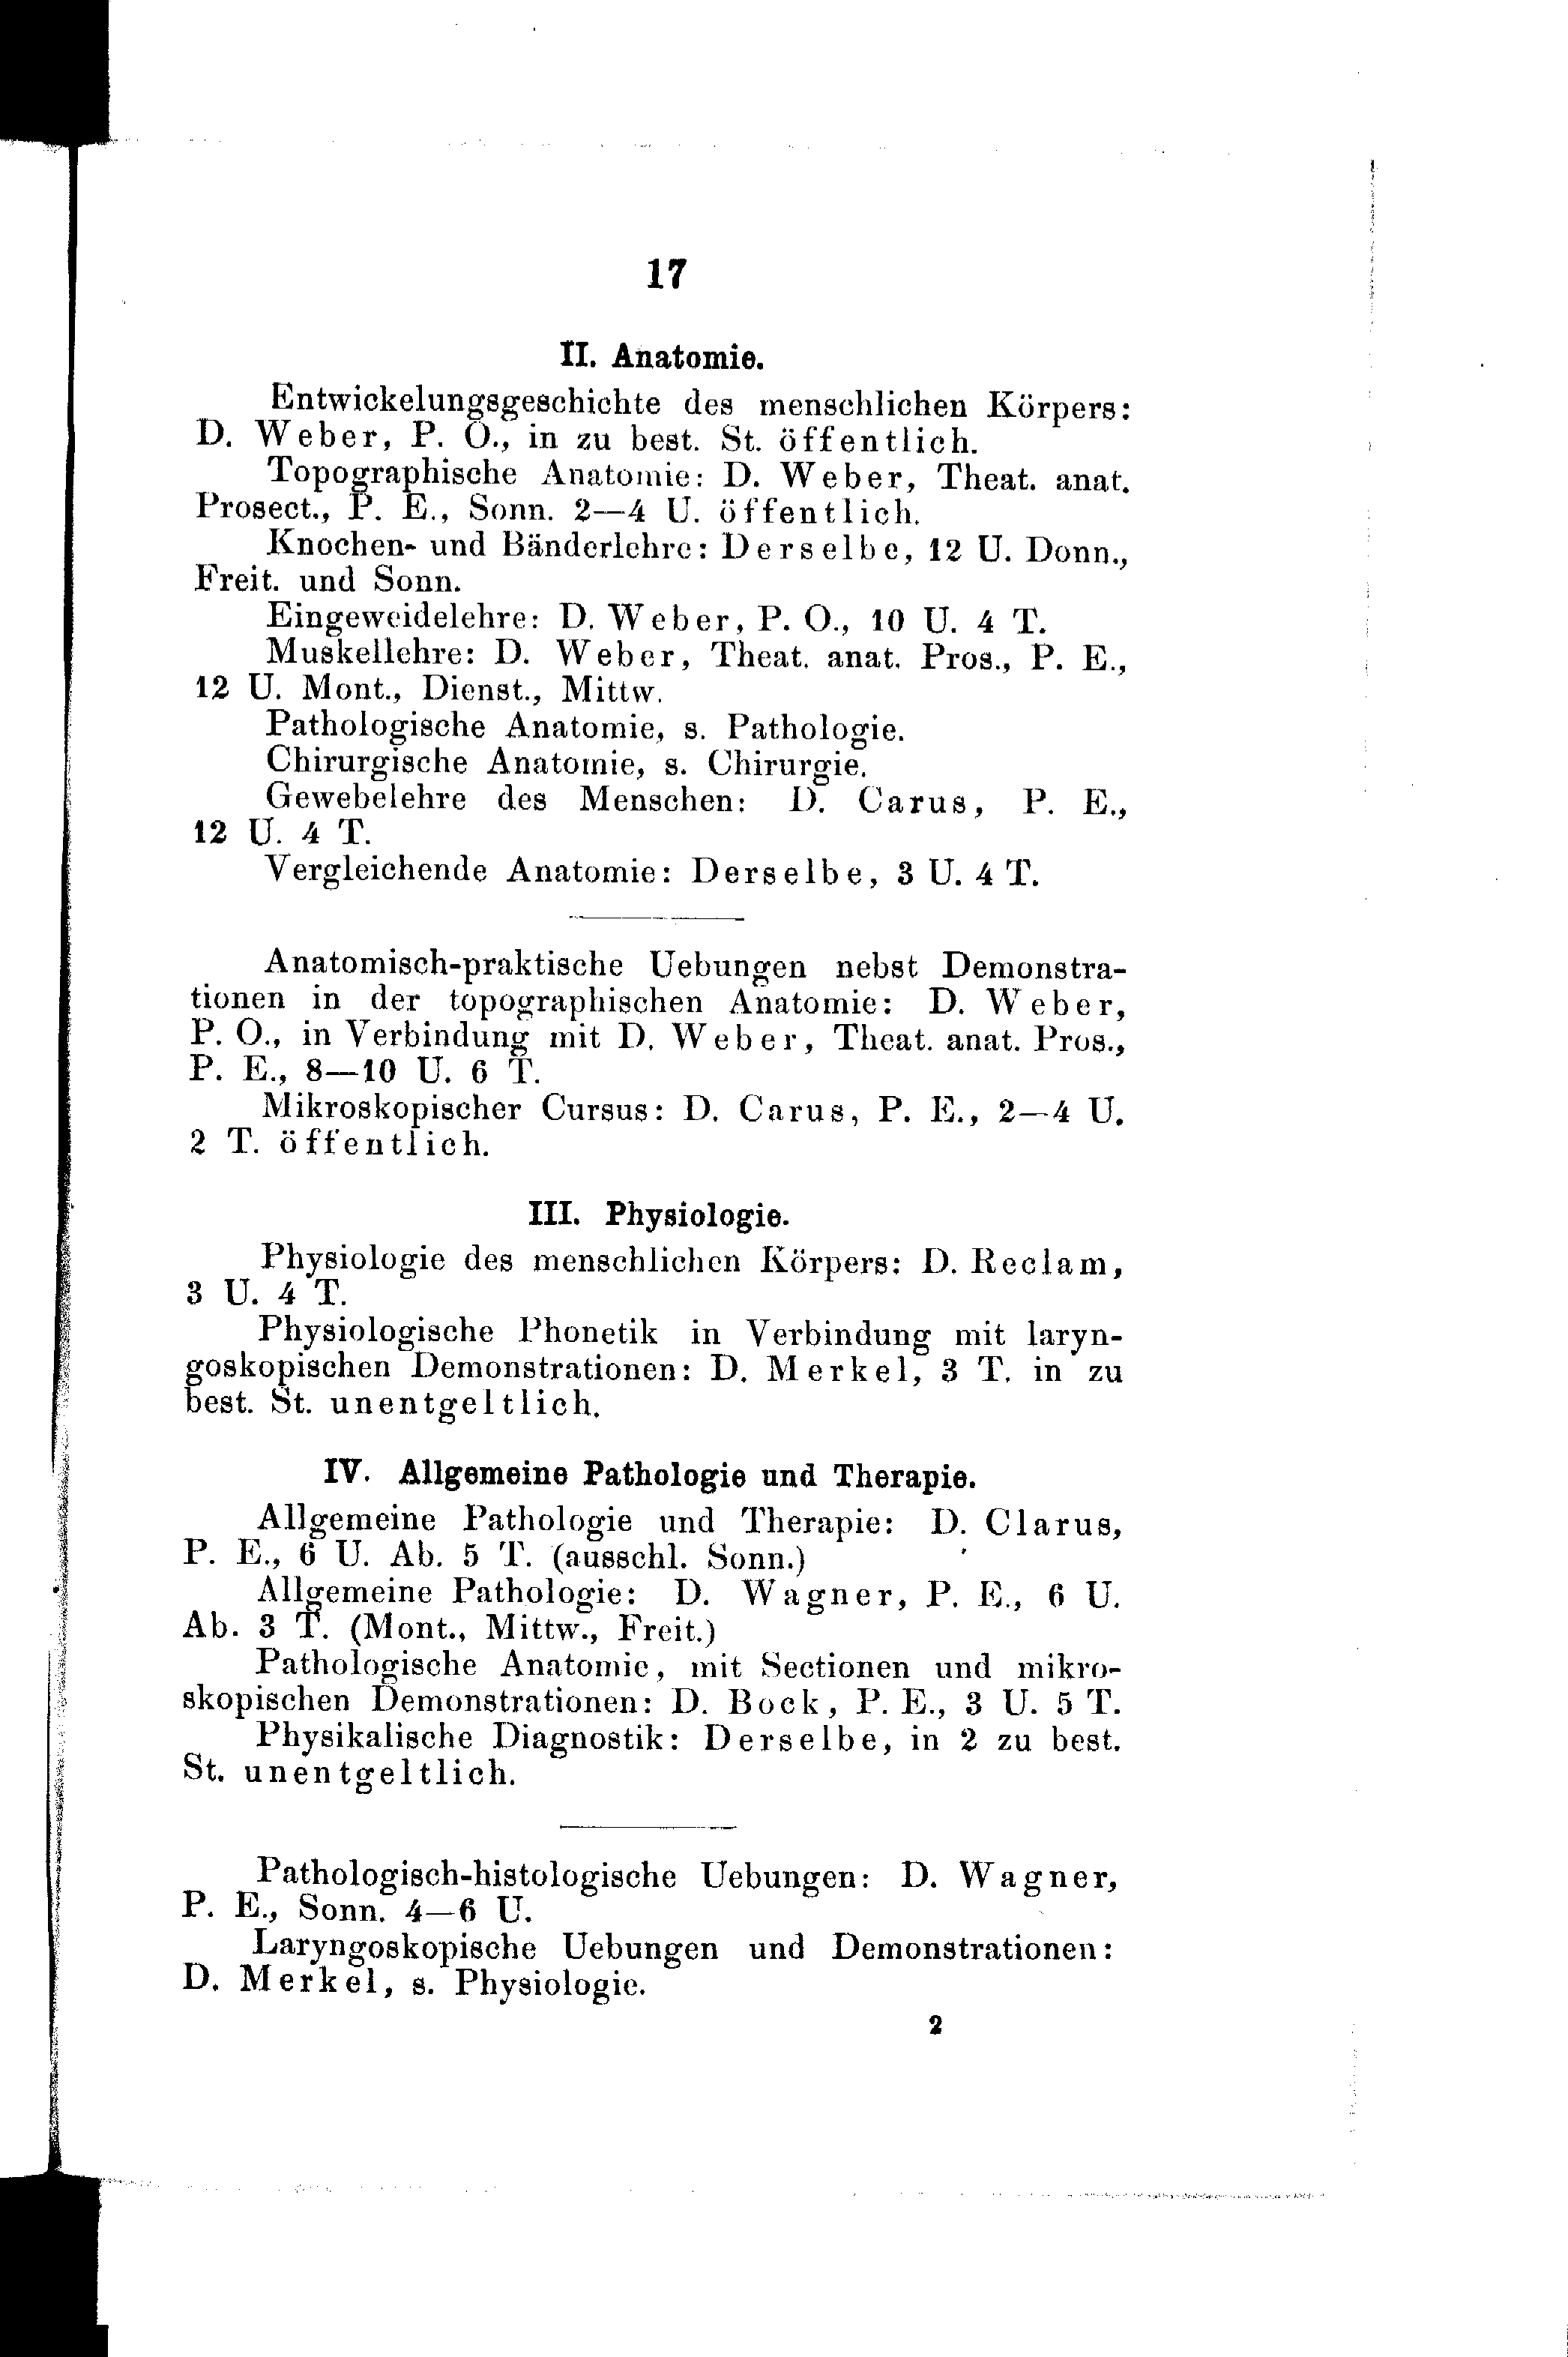 17
II. Anatomie.
Entwickelungsgeschichte des menschlichen Körpers:
D. Weber, P. O., in zu best. St. öffentlich.
Topographische Anatomie: D. Weber, Theat. anat.
Prosect., P. E., Sonn. 2—4 U. öffentlich.
Knochen- und Bänderlehre: Derselbe, 12 U. Donn.,
Freit. und Sonn.
Eingeweidelehre: D. Weber, P. O., 10 U. 4 T.
Muskellehre: D. Weber, Theat. anat. Pros., P. E.,
12 U. Mont., Dienst., Mittw.
Pathologische Anatomie, s. Pathologie.
Chirurgische Anatomie, s. Chirurgie.
Gewebelehre des Menschen: D. Carus, P. E.,
12 U. 4 T.
Vergleichende Anatomie: Derselbe, 3 U. 4 T.
Anatomisch-praktische Uebungen nebst Demonstra-
tionen in der topographischen Anatomie: D. Weber,
P. O., in Verbindung mit D. Weber, Theat. anat. Pros.,
P. E., 8—10 U. 6 T.
Mikroskopischer Cursus: D. Carus, P. E., 2—4 U.
2 T. öffentlich.
III. Physiologie.
Physiologie des menschlichen Körpers: D. Reclam,
3 U. 4 T.
Physiologische Phonetik in Verbindung mit laryn-
goskopischen Demonstrationen: D. Merkel, 3 T. in zu
best. St. unentgeltlich.
IV. Allgemeine Pathologie und Therapie.
Allgemeine Pathologie und Therapie: D. Clarus,
P. E., 6 U. Ab. 5 T. (ausschl. Sonn.)
Allgemeine Pathologie: D. Wagner, P. E., 6 U.
Ab. 3 T. (Mont., Mittw., Freit.)
Pathologische Anatomie, mit Sectionen und mikro-
skopischen Demonstrationen: D. Bock, P. E., 3 U. 5 T.
Physikalische Diagnostik: Derselbe, in 2 zu best.
St. unentgeltlich.
Pathologisch-histologische Uebungen: D. Wagner,
P. E., Sonn. 4—6 U.
Laryngoskopische Uebungen und Demonstrationen:
D. Merkel, s. Physiologie.
2